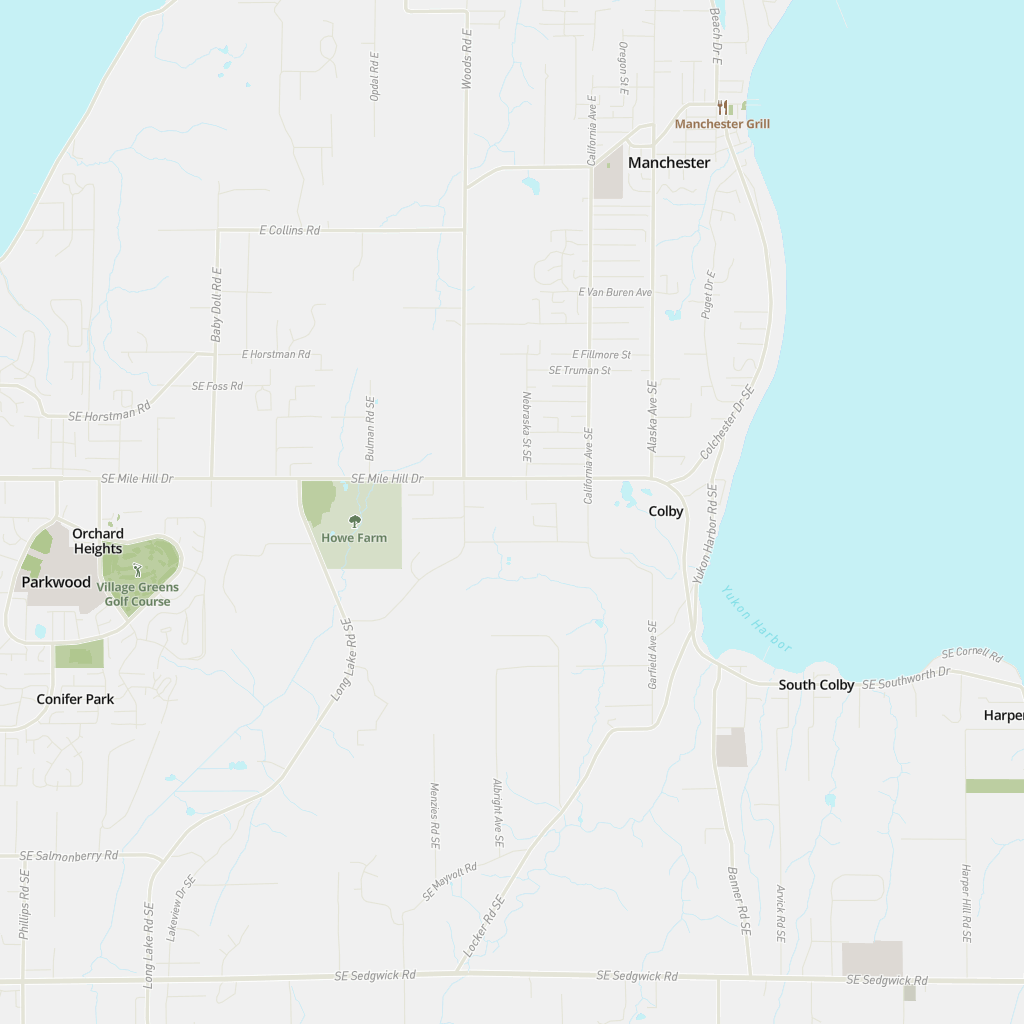 Beach Dr E
Woods Rd E
Oregon St E
Opdal Rd E
Manchester Grill
California Ave E
Manchester
E Collins Rd
Baby Doll Rd E
Puget Dr E
E Van Buren Ave
E Horstman Rd
E Fillmore St
SE Truman St
SE Foss Rd
SE Horstman Rd
Bulman Rd SE
Nebraska St SE
Alaska Ave SE
Colchester Dr SE
California Ave SE
SE Mile Hill Dr
SE Mile Hill Dr
Colby
Yukon Harbor Rd SE
Orchard
Heights
Howe Farm
Parkwood
Village Greens
Golf Course
Yukon Harbor
Long Lake Rd SE
Garfield Ave SE
SE Cornell Rd
South Colby
SE Southworth Dr
Conifer Park
Harper
Menzies Rd SE
Albright Ave SE
SE Salmonberry Rd
SE Mayvolt Rd
Phillips Rd SE
Lakeview Dr SE
Long Lake Rd SE
Locker Rd SE
Banner Rd SE
Arvick Rd SE
Harper Hill Rd SE
SE Sedgwick Rd
SE Sedgwick Rd
SE Sedgwick Rd